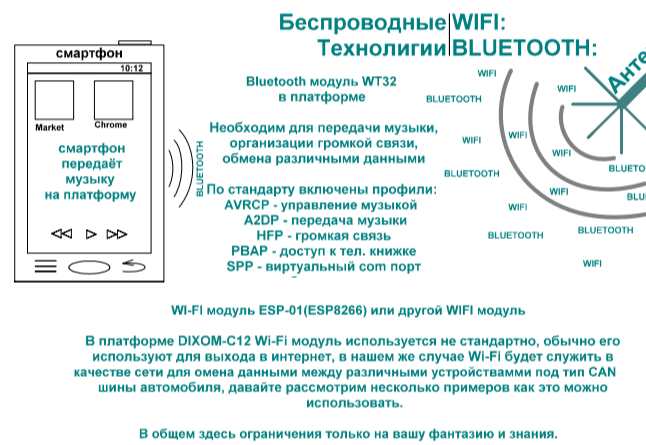 Беспроводные WIFI:
Технолигии BLUETOOTH:
смартфон
10:12
Market
Chrome
смартфон
передаёт
музыку
на платформу
BLUETOOTH
Bluetooth модуль WT32
в платформе
Необходим для передачи музыки,
организации громкой связи,
обмена различными данными
По стандарту включены профили:
AVRCP - управление музыкой
A2DP - передача музыки
HFP - громкая связь
PBAP - доступ к тел. книжке
SPP - виртуальный com порт
WIFI
WIFI
BLUETOOTH
WIFI
WIFI
WIFI
BLUETOOTH
WIFI
WIFI
BLUETOOTH
BLUETOOTH
WIFI
WI-FI модуль ESP-01(ESP8266) или другой WIFI модуль
В платформе DIXOM-C12 Wi-Fi модуль используется не стандартно, обычно его
используют для выхода в интернет, в нашем же случае Wi-Fi будет служить в
качестве сети для омена данными между различными устройствамми под тип CAN
шины автомобиля, давайте рассмотрим несколько примеров как это можно
использовать.
В общем здесь ограничения только на вашу фантазию и знания.